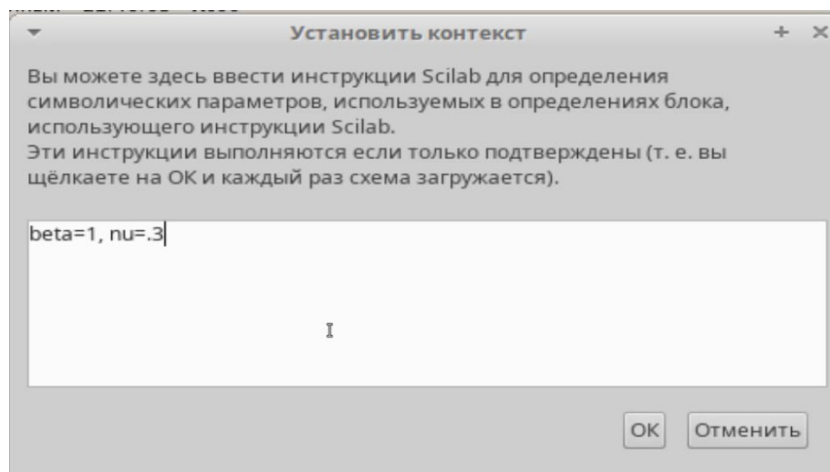 Установить контекст
Вы можете здесь ввести инструкции Scilab для определения
символических параметров, используемых в определениях блока,
использующего инструкции Scilab.
Эти инструкции выполняются если только подтверждены (т. е. вы
щёлкаете на ОК и каждый раз схема загружается).
beta=1, nu=.3
ОК Отменить